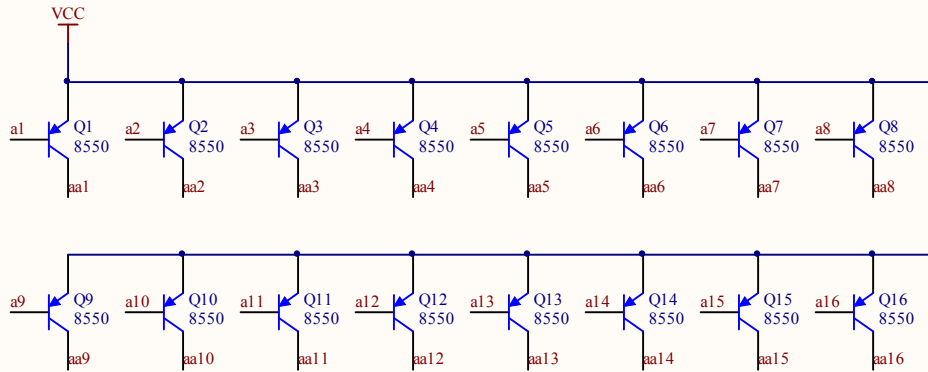 VCC
a1 Q1 a2 Q2 a3 Q3 a4 Q4 a5 Q5 a6 Q6 a7 Q7 a8 Q8
8550 8550 8550 8550 8550 8550 8550 8550
aa1 aa2 aa3 aa4 aa5 aa6 aa7 aa8
a9 Q9 a10 Q10 a11 Q11 a12 Q12 a13 Q13 a14 Q14 a15 Q15 a16 Q16
8550 8550 8550 8550 8550 8550 8550 8550
aa9 aa10 aa11 aa12 aa13 aa14 aa15 aa16